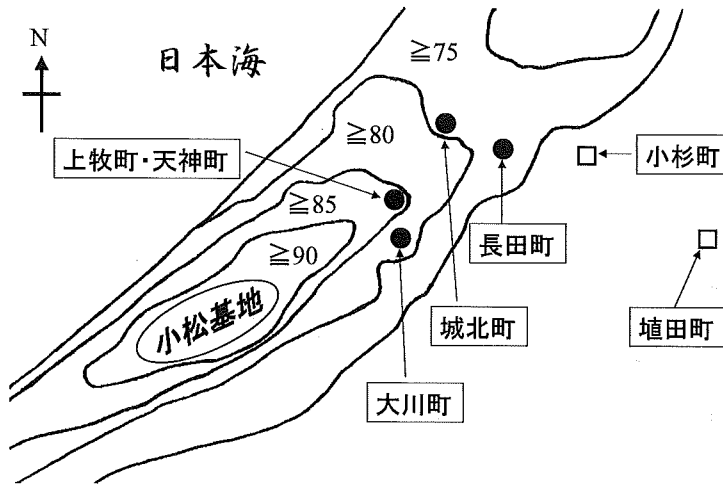 N
日本海
≧75
≧80
上牧町・天神町
小杉町
≧85
≧90
長田町
小松基地
城北町
埴田町
大川町